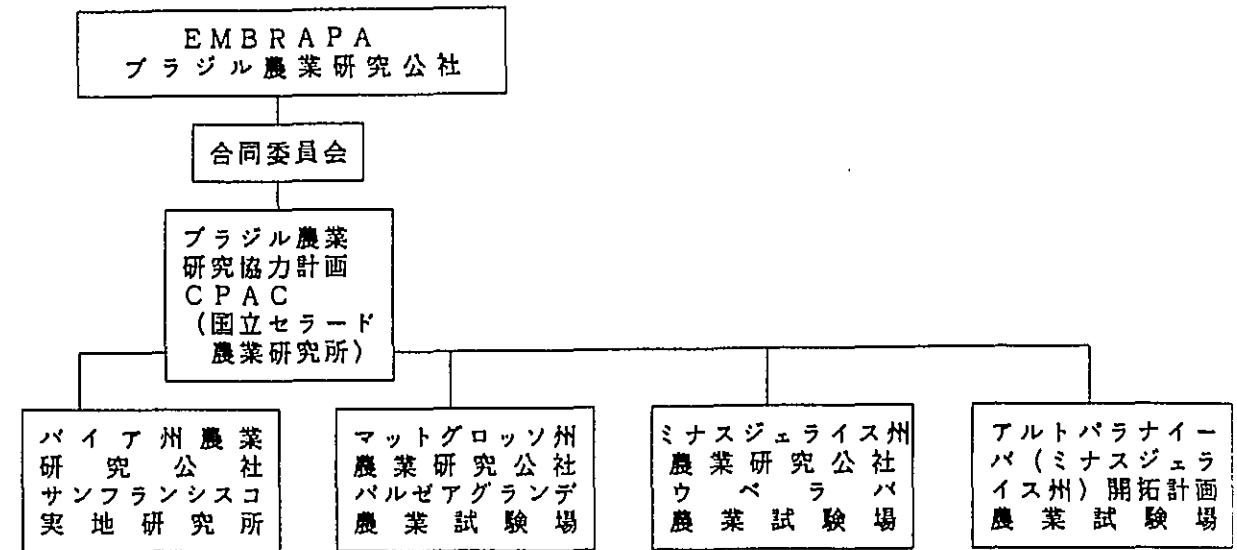 EMBRAPA
ブラジル農業研究公社
合同委員会
ブラジル農業
研究協力計画
CPAC
(国立セラード
農業研究所)
バイア州農業
研究公社
サンフランシスコ
実地研究所
マットグロッソ州
農業研究公社
バルゼアグランデ
農業試験場
ミナスジェライス州
農業研究公社
ウベラバ
農業試験場
アルトパラナイー
バ(ミナスジェラ
イス州)開拓計画
農業試験場